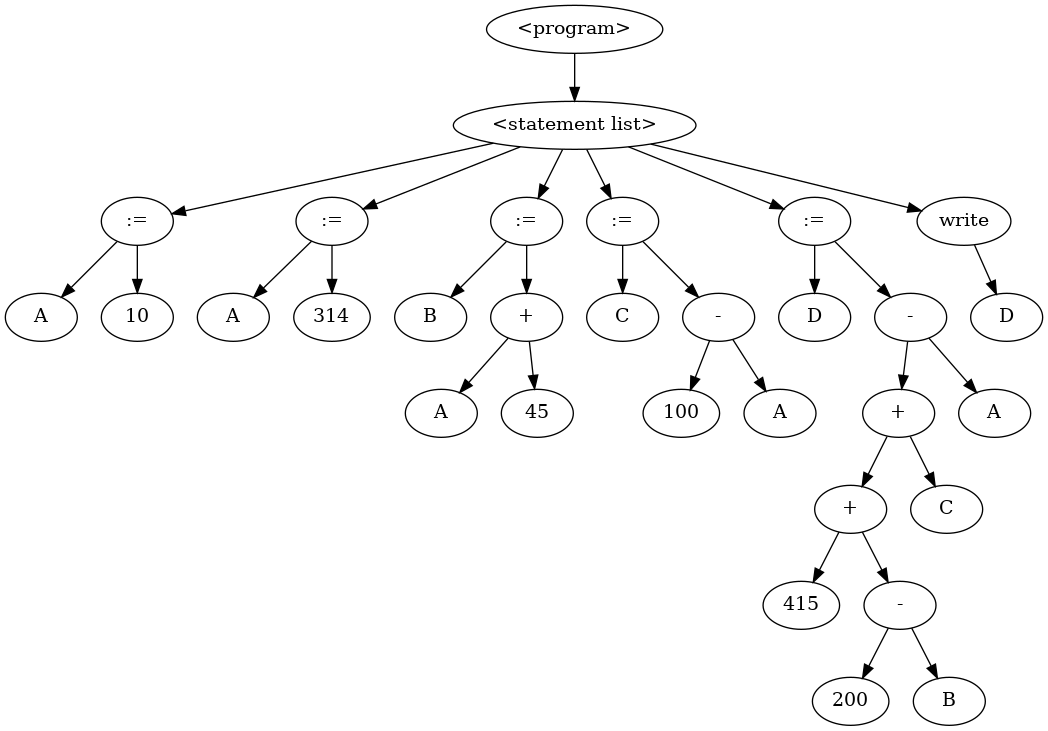 <program>
<statement list>
:= := := := := write
A 10 A 314 B + C - D - D
A 45 100 A + A
+ C
415 -
200 B